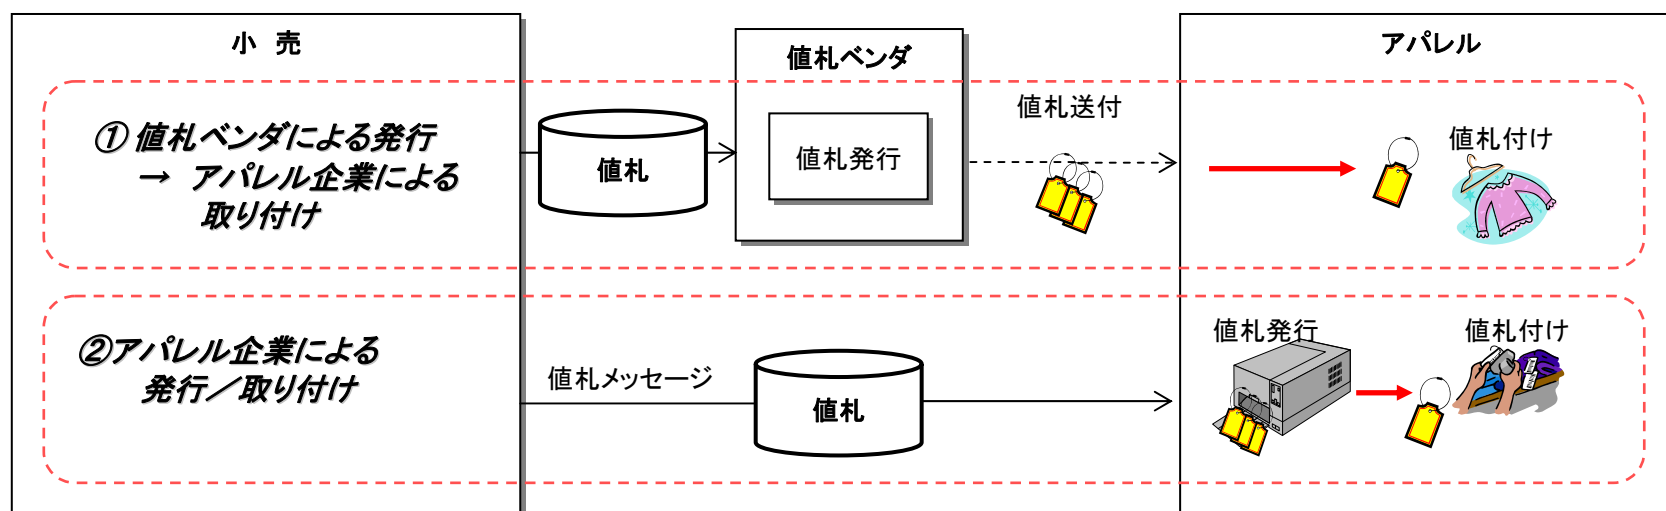 小 売
値札ベンダ
アパレル
① 値札ベンダによる発行
→ アパレル企業による
取り付け
値札
値札発行
値札送付
値札付け
②アパレル企業による
発行／取り付け
値札メッセージ
値札
値札発行
値札付け